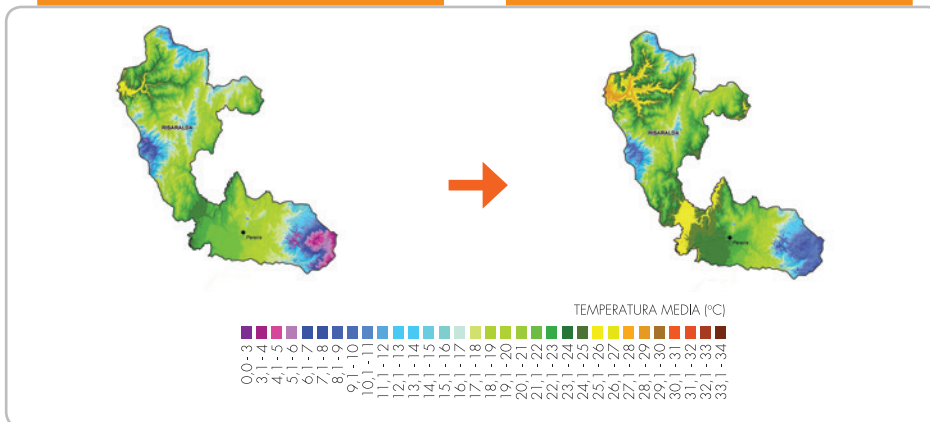 RISARALDA
Pereira
RISARALDA
Pereira
TEMPERATURA MEDIA (ºC)
0,0 - 3
3,1 - 4
4,1 - 5
5,1 - 6
6,1 - 7
7,1 - 8
8,1 - 9
9,1 - 10
10,1 - 11
11,1 - 12
12,1 - 13
13,1 - 14
14,1 - 15
15,1 - 16
16,1 - 17
17,1 - 18
18,1 - 19
19,1 - 20
20,1 - 21
21,1 - 22
22,1 - 23
23,1 - 24
24,1 - 25
25,1 - 26
26,1 - 27
27,1 - 28
28,1 - 29
29,1 - 30
30,1 - 31
31,1 - 32
32,1 - 33
33,1 - 34